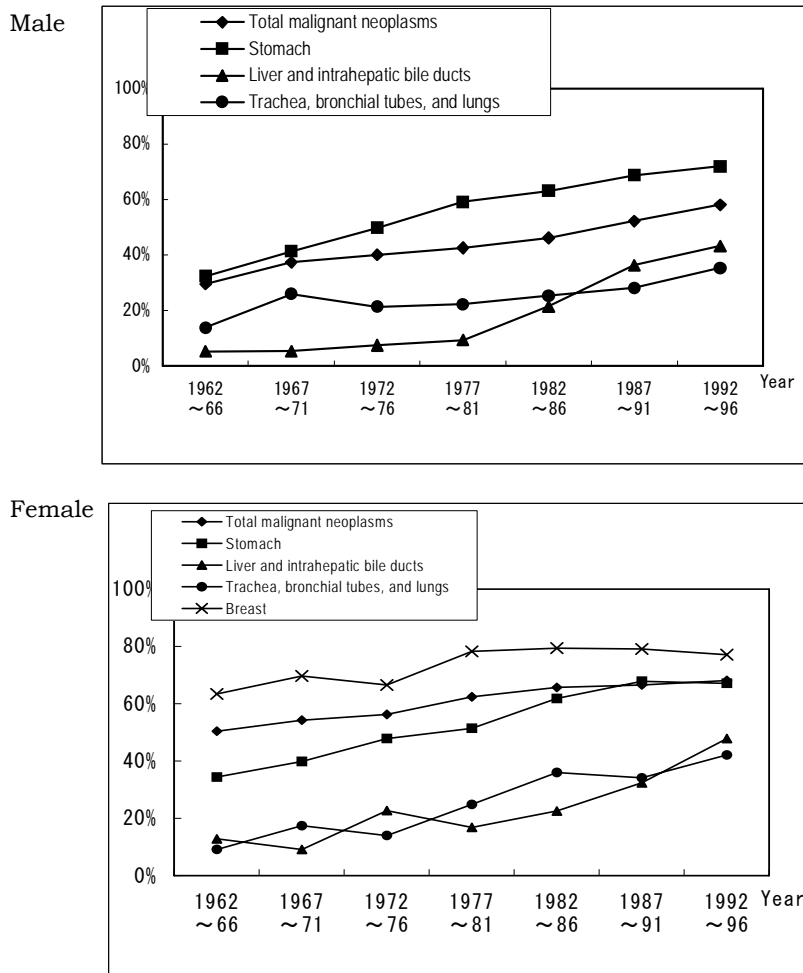 Male
Total malignant neoplasms
Stomach
Liver and intrahepatic bile ducts
Trachea, bronchial tubes, and lungs
100%
80%
60%
40%
20%
0%
1962 1967 1972 1977 1982 1987 1992 Year
~66 ~71 ~76 ~81 ~86 ~91 ~96
Female
Total malignant neoplasms
Stomach
Liver and intrahepatic bile ducts
Trachea, bronchial tubes, and lungs
Breast
100%
80%
60%
40%
20%
0%
1962 1967 1972 1977 1982 1987 1992 Year
~66 ~71 ~76 ~81 ~86 ~91 ~96